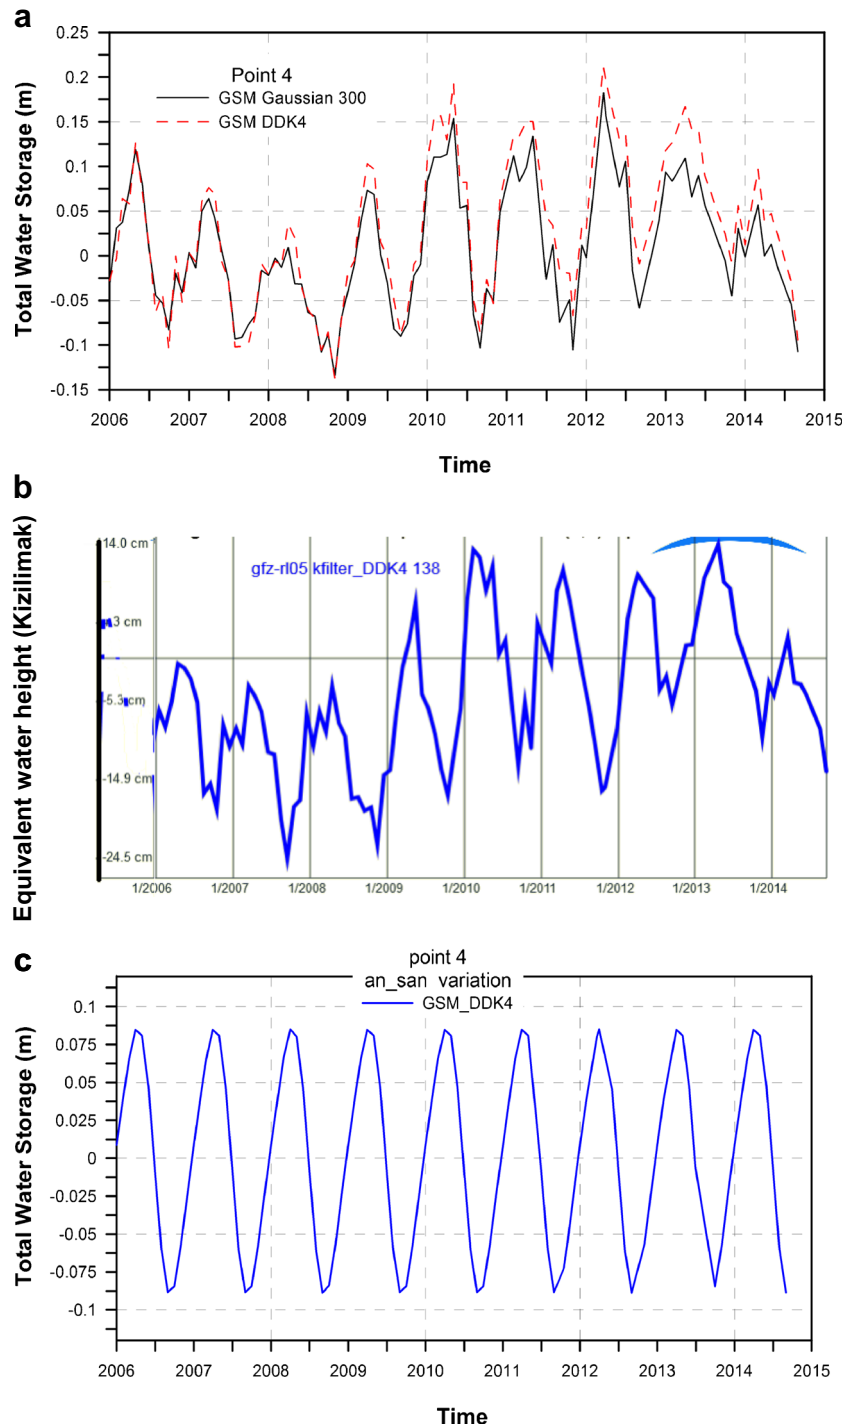 a
0.25
0.2
0.15
0.1
0.05
0
-0.05
-0.1
-0.15
Total Water Storage (m)
Point 4
GSM Gaussian 300
GSM DDK4
2006 2007 2008 2009 2010 2011 2012 2013 2014 2015
Time
b
Equivalent water height (Kizilimak)
14.0 cm
.3 cm
-5.3 cm
-14.9 cm
-24.5 cm
gfz-rl05 kfilter_DDK4 138
1/2006 1/2007 1/2008 1/2009 1/2010 1/2011 1/2012 1/2013 1/2014
c
point 4
an_san variation
GSM_DDK4
0.1
0.075
0.05
0.025
0
-0.025
-0.05
-0.075
-0.1
Total Water Storage (m)
2006 2007 2008 2009 2010 2011 2012 2013 2014 2015
Time